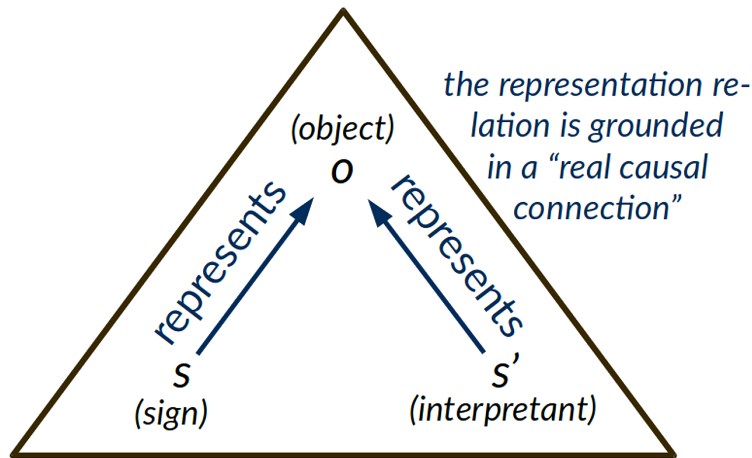 the representation re-
lation is grounded
in a “real causal
connection”
(object)
o
represents
represents
s
(sign)
s’
(interpretant)